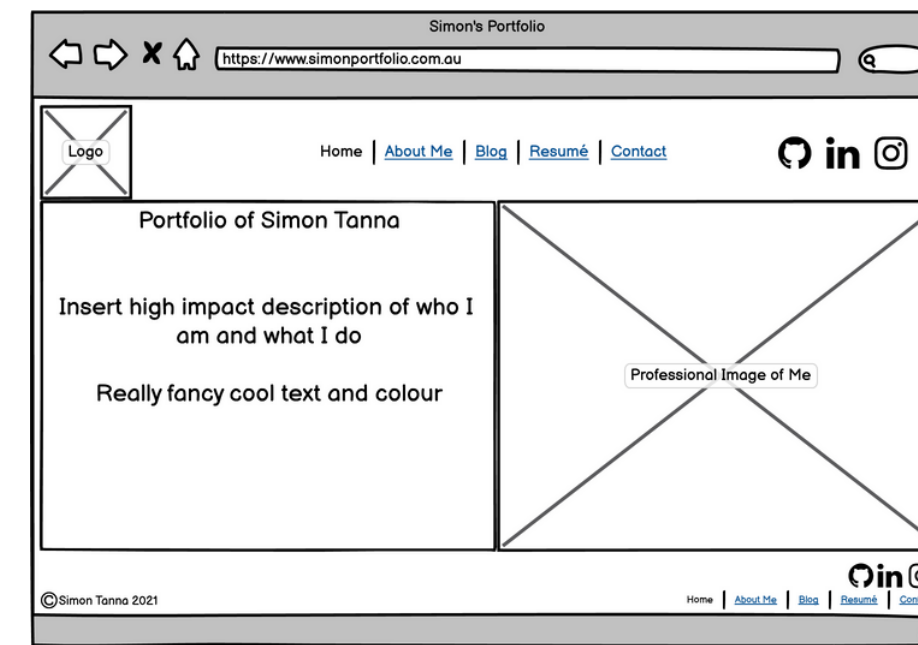 Simon's Portfolio
https://www.simonportfolio.com.au
Logo
Home | About Me | Blog | Resumé | Contact
in
Portfolio of Simon Tanna
Insert high impact description of who I
am and what I do
Really fancy cool text and colour
Professional Image of Me
in
©Simon Tanna 2021
Home | About Me | Blog | Resumé |